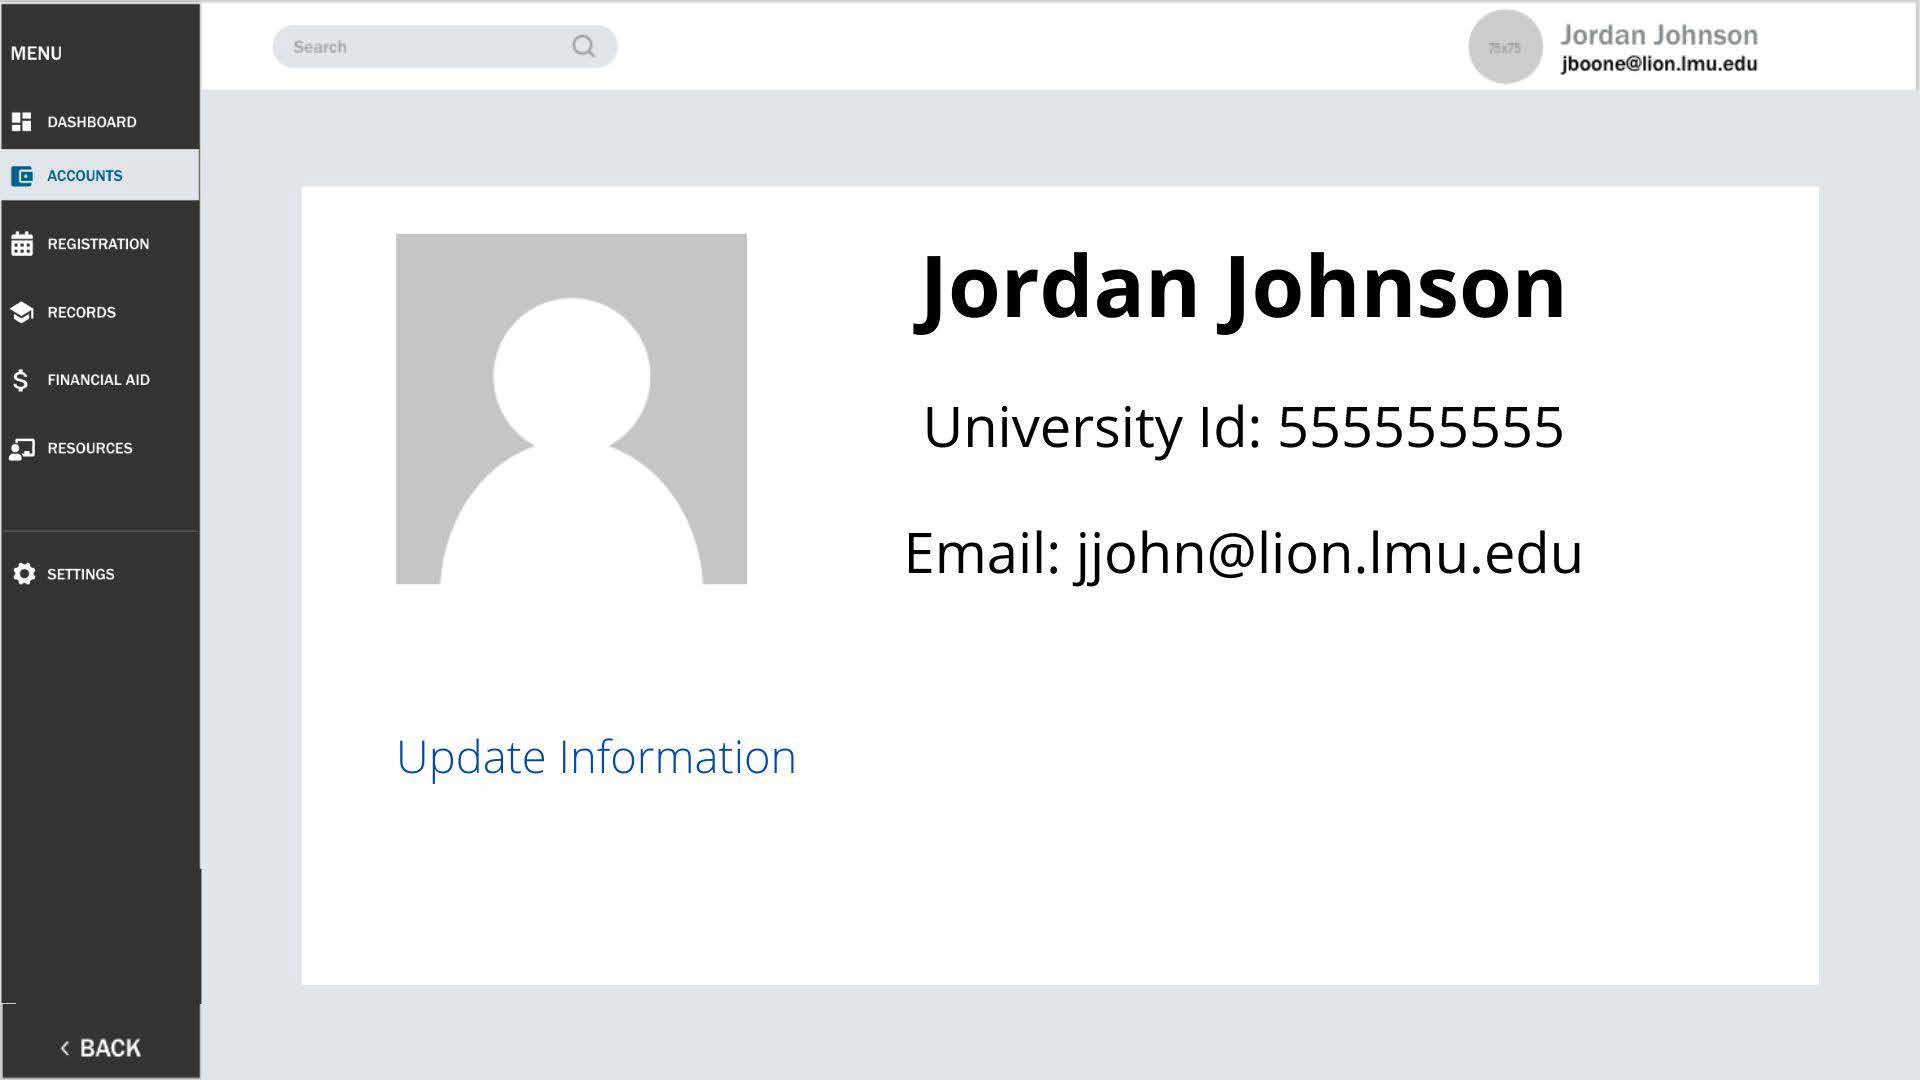 MENU
DASHBOARD
ACCOUNTS
REGISTRATION
RECORDS
FINANCIAL AID
RESOURCES
SETTINGS
< BACK
Search
75x75
Jordan Johnson
jboone@lion.lmu.edu
Jordan Johnson
University Id: 555555555
Email: jjohn@lion.lmu.edu
Update Information